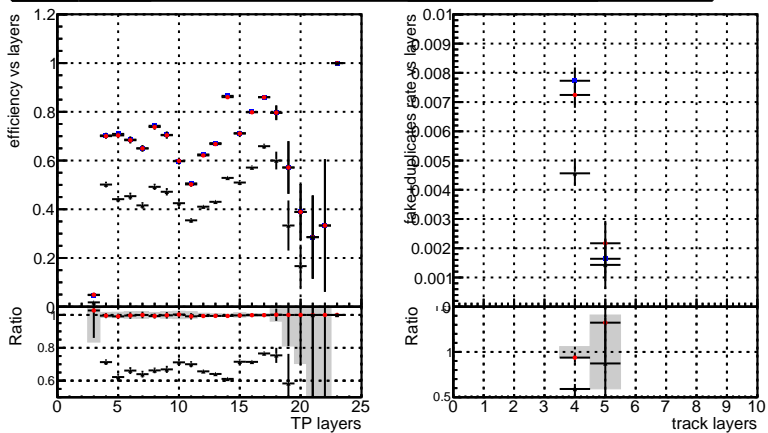 efficiency vs layers
1.2
1
0.8
0.6
0.4
0.2
0
Ratio
1
0.8
0.6
0 5 10 15 20 25
TP layers
fake+duplicates rate vs layers
0.01
0.009
0.008
0.007
0.006
0.005
0.004
0.003
0.002
0.001
0
Ratio
1
0.5
0 1 2 3 4 5 6 7 8 9 10
track layers